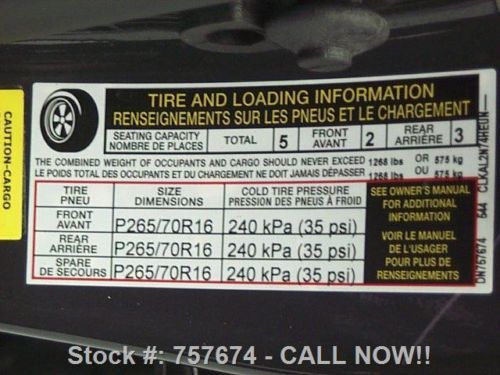 TIRE AND LOADING INFORMATION
RENSEIGNEMENTS SUR LES PNEUS ET LE CHARGEMENT
SEATING CAPACITY
NOMBRE DE PLACES
TOTAL 5
FRONT
AVANT 2
REAR
ARRIÈRE 3
THE COMBINED WEIGHT OF OCCUPANTS AND CARGO SHOULD NEVER EXCEED 1268 lbs OR 575 kg
LE POIDS TOTAL DES OCCUPANTS ET DU CHARGEMENT NE DOIT JAMAIS DÉPASSER 1268 lbs OU 575 kg
TIRE
PNEU
SIZE
DIMENSIONS
COLD TIRE PRESSURE
PRESSION DES PNEUS À FROID
FRONT
AVANT
P265/70R16 240 kPa (35 psi)
REAR
ARRIÈRE
P265/70R16 240 kPa (35 psi)
SPARE
DE SECOURS
P265/70R16 240 kPa (35 psi)
SEE OWNER'S MANUAL
FOR ADDITIONAL
INFORMATION
VOIR LE MANUEL
DE L'USAGER
POUR PLUS DE
RENSEIGNEMENTS
DN757674 544
CAUTION-CARGO
Stock #: 757674 - CALL NOW!!